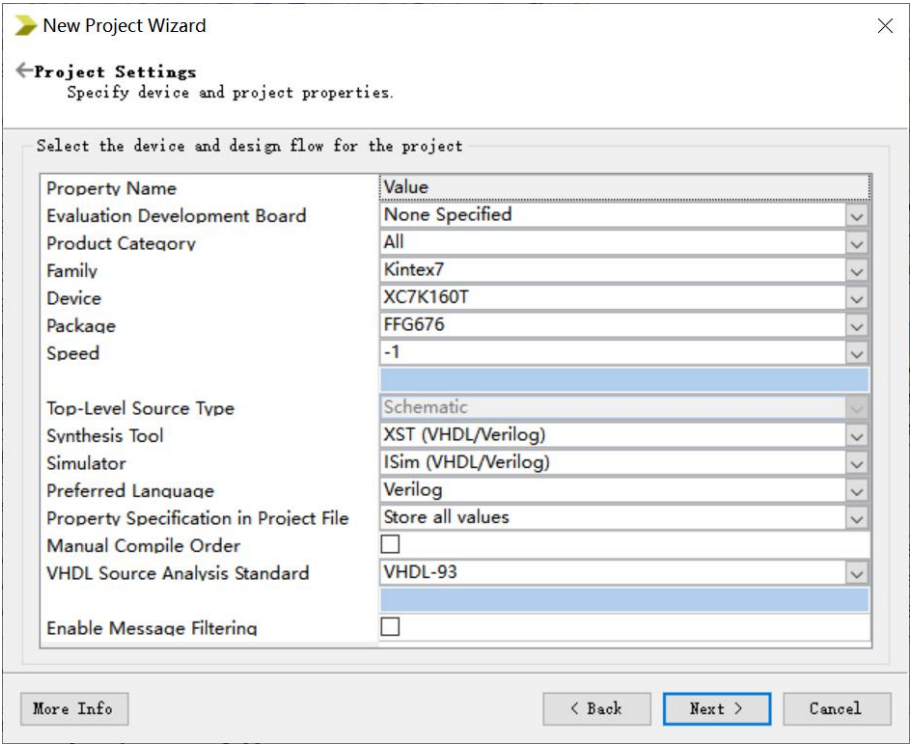 New Project Wizard
Project Settings
Specify device and project properties.
Select the device and design flow for the project
Property Name Value
Evaluation Development Board None Specified
Product Category All
Family Kintex7
Device XC7K160T
Package FFG676
Speed -1
Top-Level Source Type Schematic
Synthesis Tool XST (VHDL/Verilog)
Simulator ISim (VHDL/Verilog)
Preferred Language Verilog
Property Specification in Project File Store all values
Manual Compile Order
VHDL Source Analysis Standard VHDL-93
Enable Message Filtering
More Info < Back Next > Cancel